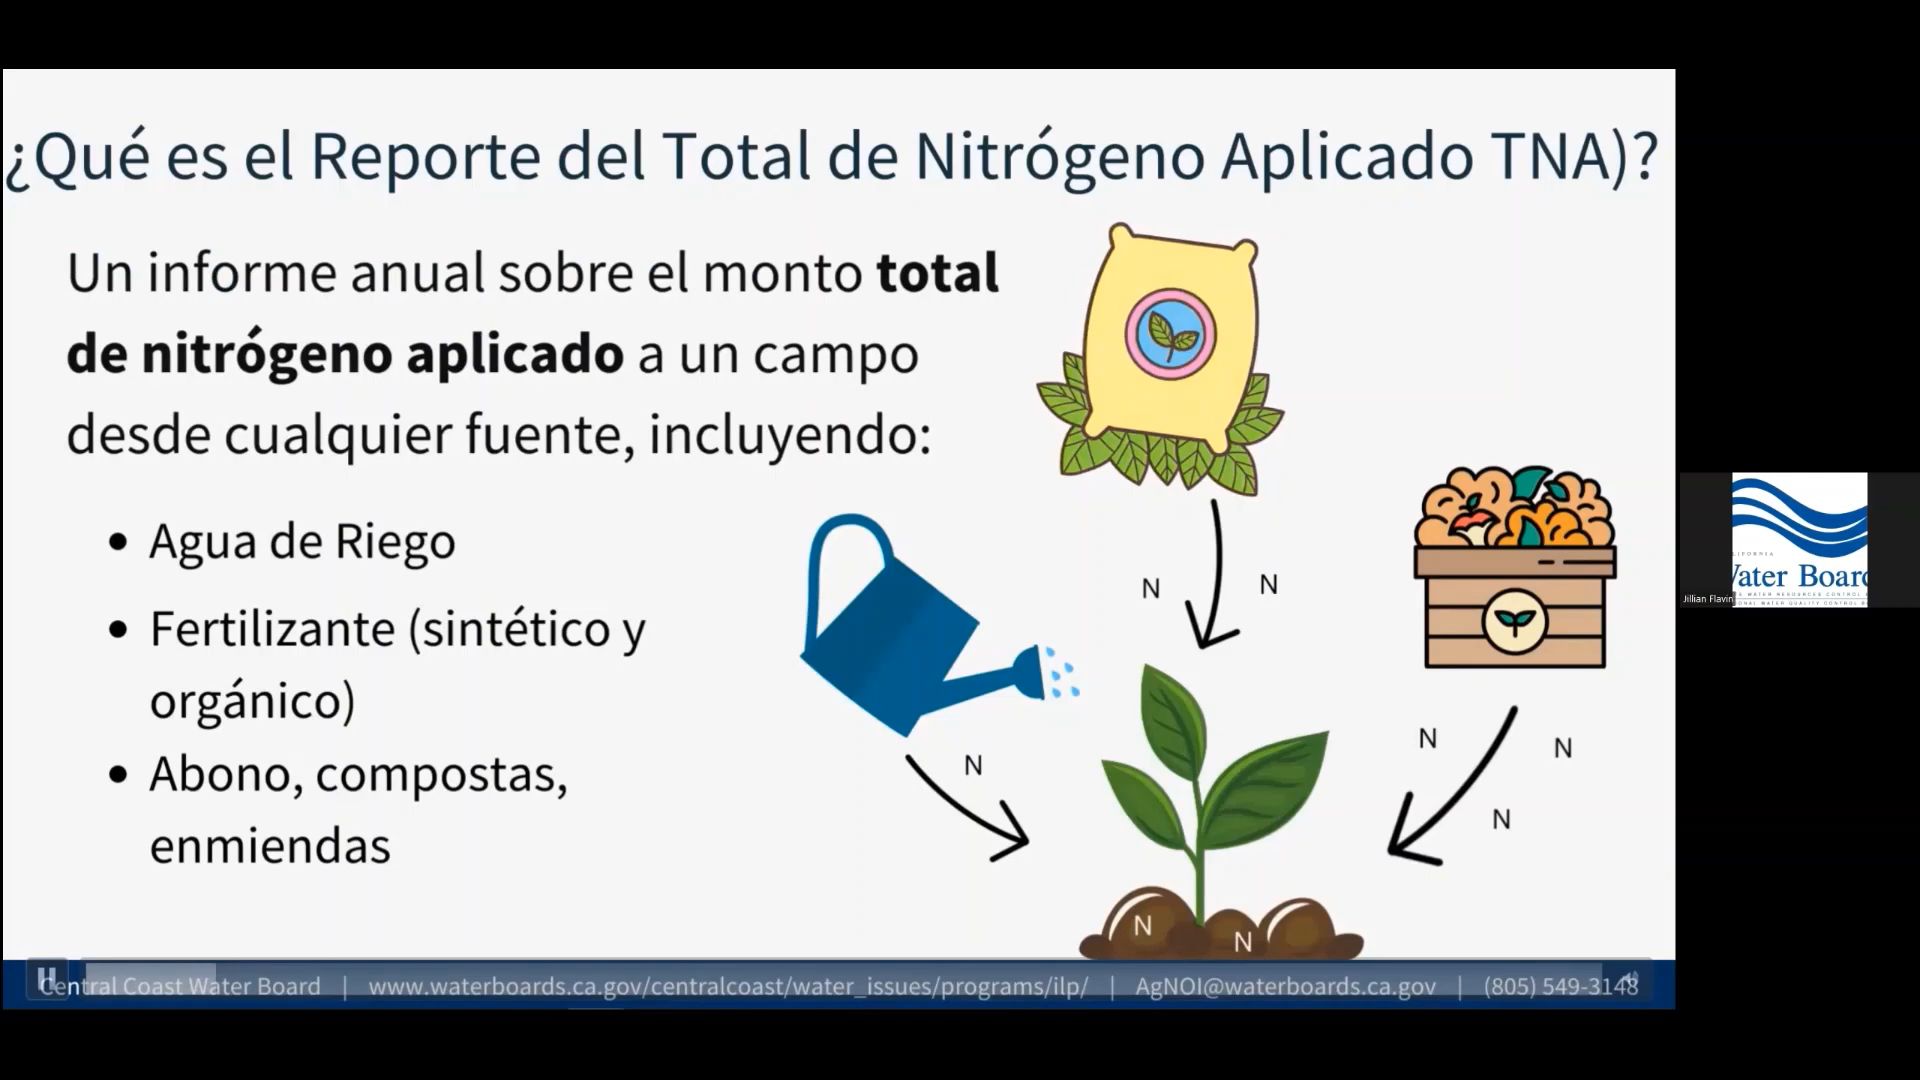 ¿Qué es el Reporte del Total de Nitrógeno Aplicado TNA)?
Un informe anual sobre el monto total
de nitrógeno aplicado a un campo
desde cualquier fuente, incluyendo:
• Agua de Riego
• Fertilizante (sintético y
orgánico)
• Abono, compostas,
enmiendas
N
N
N
N
N
N
N
N
Water Board
Jillian Flavin
Central Coast Water Board | www.waterboards.ca.gov/centralcoast/water_issues/programs/ilp/ | AgNOI@waterboards.ca.gov | (805) 549-3148